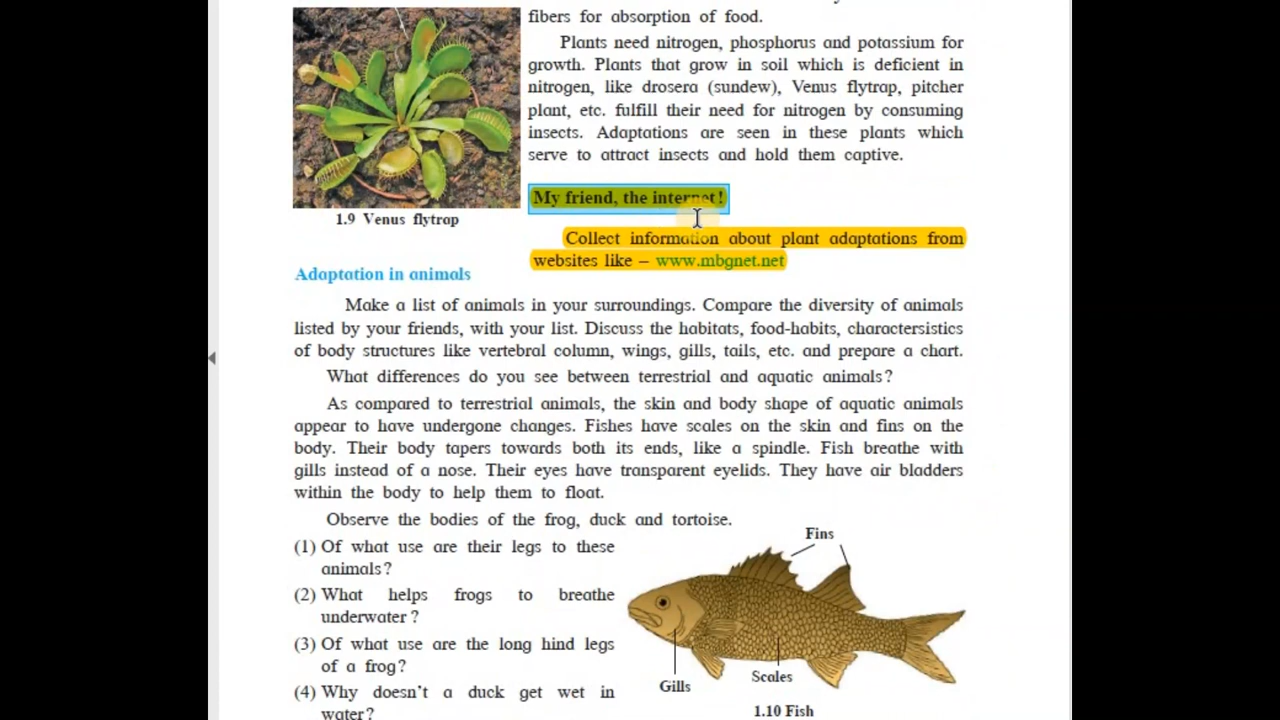 fibers for absorption of food.
Plants need nitrogen, phosphorus and potassium for
growth. Plants that grow in soil which is deficient in
nitrogen, like drosera (sundew), Venus flytrap, pitcher
plant, etc. fulfill their need for nitrogen by consuming
insects. Adaptations are seen in these plants which
serve to attract insects and hold them captive.
1.9 Venus flytrap
My friend, the internet!
Collect information about plant adaptations from
websites like – www.mbgnet.net
Adaptation in animals
Make a list of animals in your surroundings. Compare the diversity of animals
listed by your friends, with your list. Discuss the habitats, food-habits, charactersistics
of body structures like vertebral column, wings, gills, tails, etc. and prepare a chart.
What differences do you see between terrestrial and aquatic animals?
As compared to terrestrial animals, the skin and body shape of aquatic animals
appear to have undergone changes. Fishes have scales on the skin and fins on the
body. Their body tapers towards both its ends, like a spindle. Fish breathe with
gills instead of a nose. Their eyes have transparent eyelids. They have air bladders
within the body to help them to float.
Observe the bodies of the frog, duck and tortoise.
(1) Of what use are their legs to these
animals?
(2) What helps frogs to breathe
underwater?
(3) Of what use are the long hind legs
of a frog?
(4) Why doesn't a duck get wet in
water?
Fins
Gills
Scales
1.10 Fish